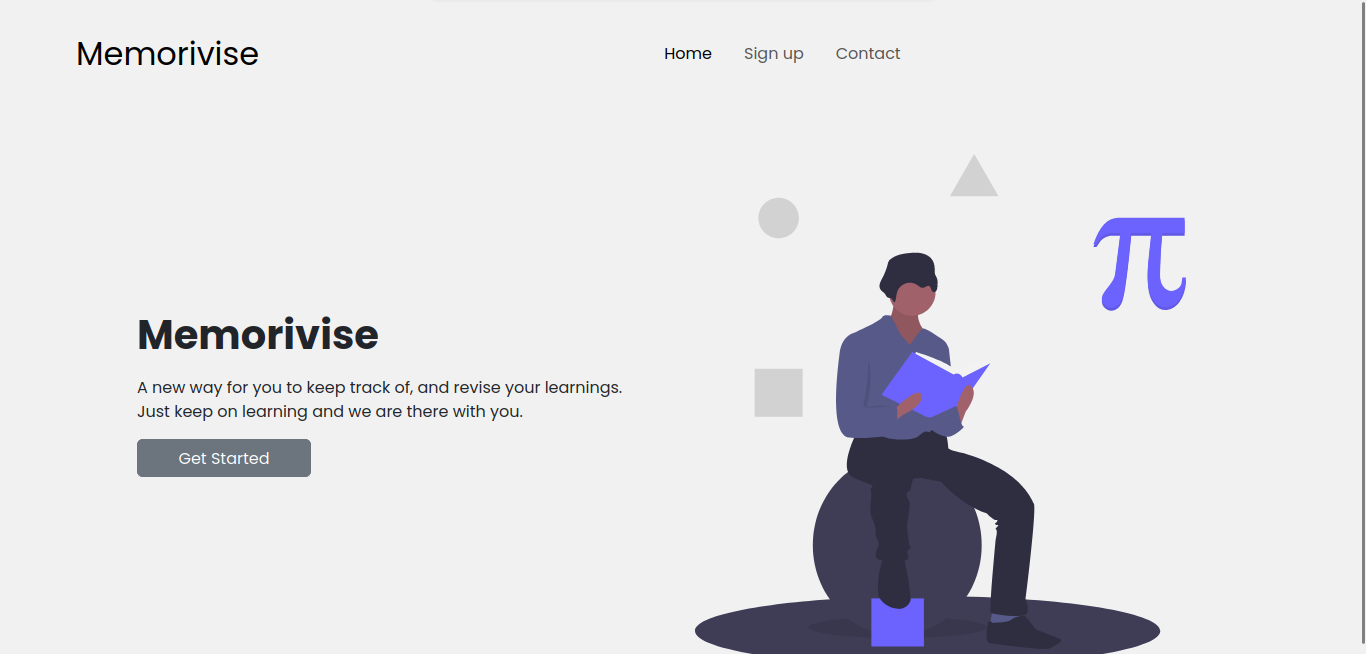 Memorivise
Home Sign up Contact
π
Memorivise
A new way for you to keep track of, and revise your learnings.
Just keep on learning and we are there with you.
Get Started